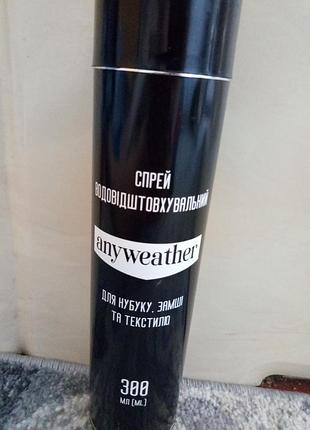 СПРЕЙ
ВОДОВІДШТОВХУВАЛЬНИЙ
anyweather
ДЛЯ НУБУКУ, ЗАМШІ
ТА ТЕКСТИЛЮ
300
МЛ (ML)